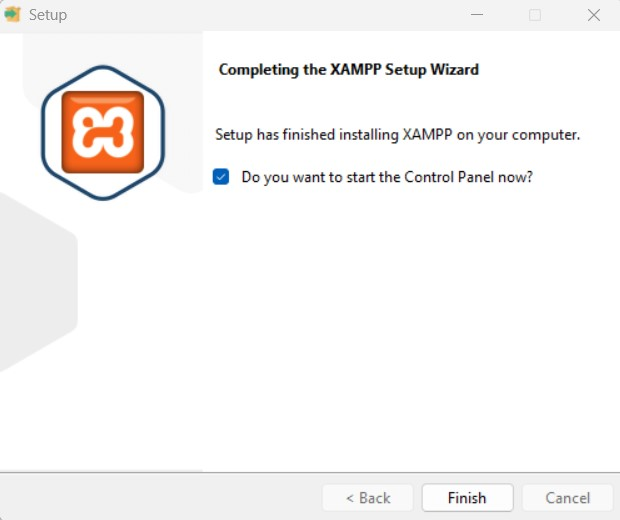 Setup
Completing the XAMPP Setup Wizard
Setup has finished installing XAMPP on your computer.
Do you want to start the Control Panel now?
< Back
Finish
Cancel